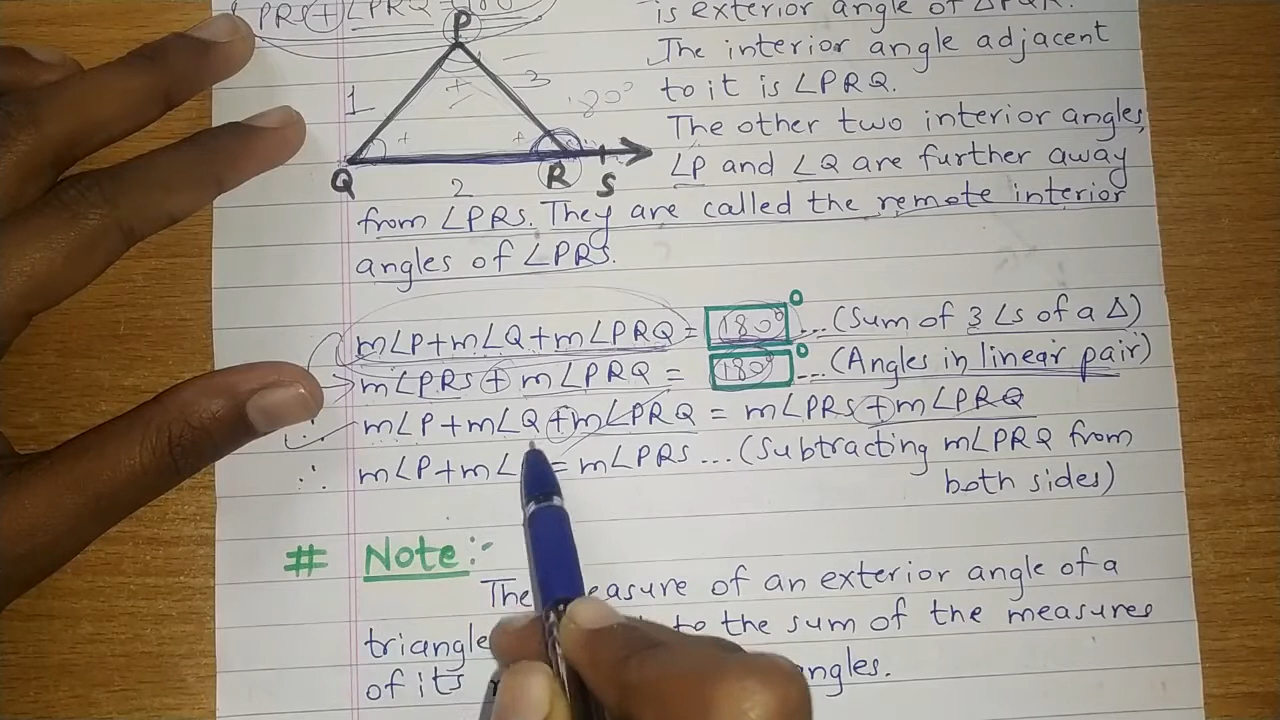 PRS + ∠PRQ
is exterior angle of
The interior angle adjacent
to it is ∠PRQ.
The other two interior angles,
∠P and ∠Q are further away
P
1
3
180°
Q
2
R
S
from ∠PRS. They are called the remote interior
angles of ∠PRS.
m∠P+m∠Q+m∠PRQ = 180° ... (Sum of 3 ∠s of a Δ)
m∠PRS + m∠PRQ = 180° ... (Angles in linear pair)
∴ m∠P+m∠Q+m∠PRQ = m∠PRS+m∠PRQ
∴ m∠P+m∠ = m∠PRS ... (Subtracting m∠PRQ from
both sides)
# Note:-
The easure of an exterior angle of a
triangle to the sum of the measures
of its angles.